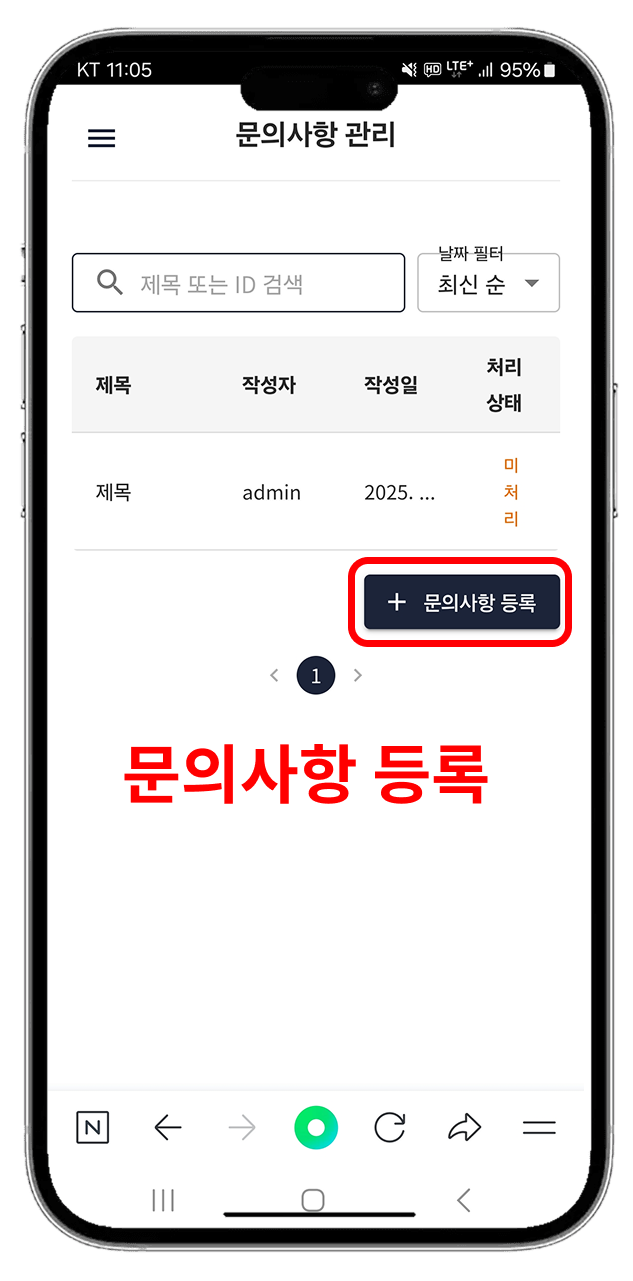 KT 11:05 HD LTE+ 95%
문의사항 관리
날짜 필터
제목 또는 ID 검색 최신 순
제목 작성자 작성일 처리
상태
제목 admin 2025. ... 미
처
리
+ 문의사항 등록
< 1 >
문의사항 등록
N